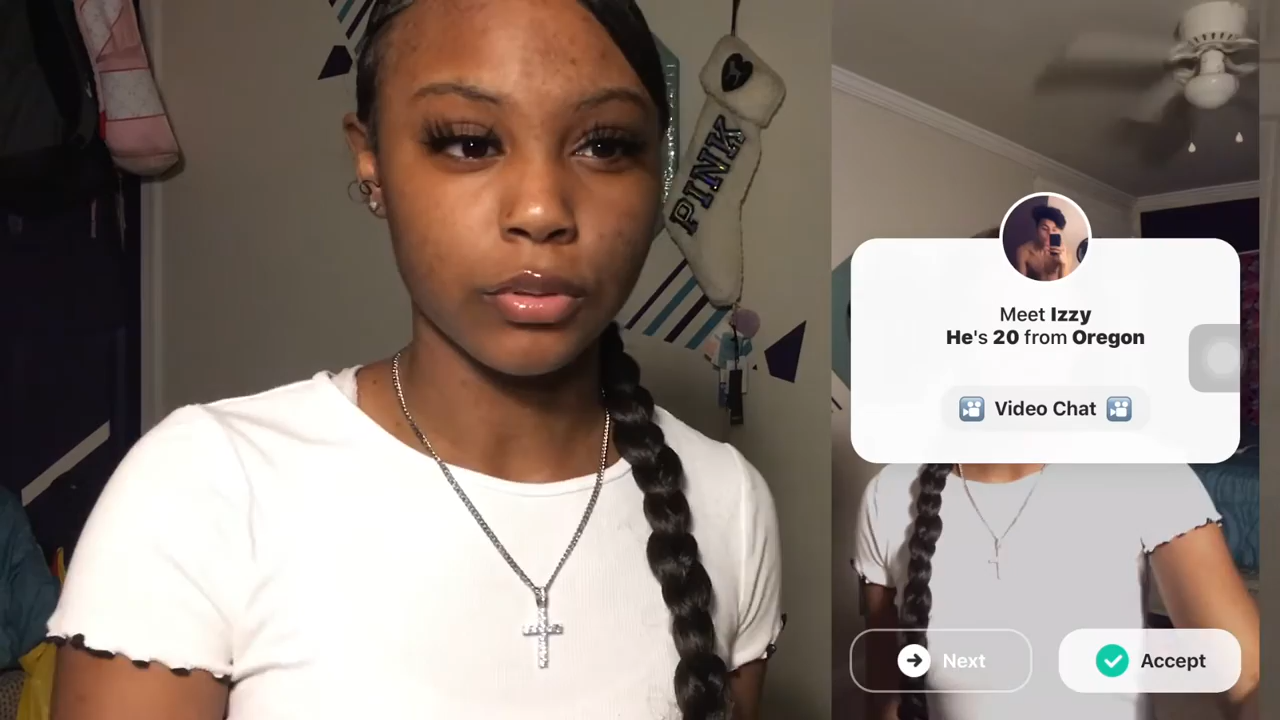 PINK
Meet Izzy
He's 20 from Oregon
Video Chat
Next
Accept